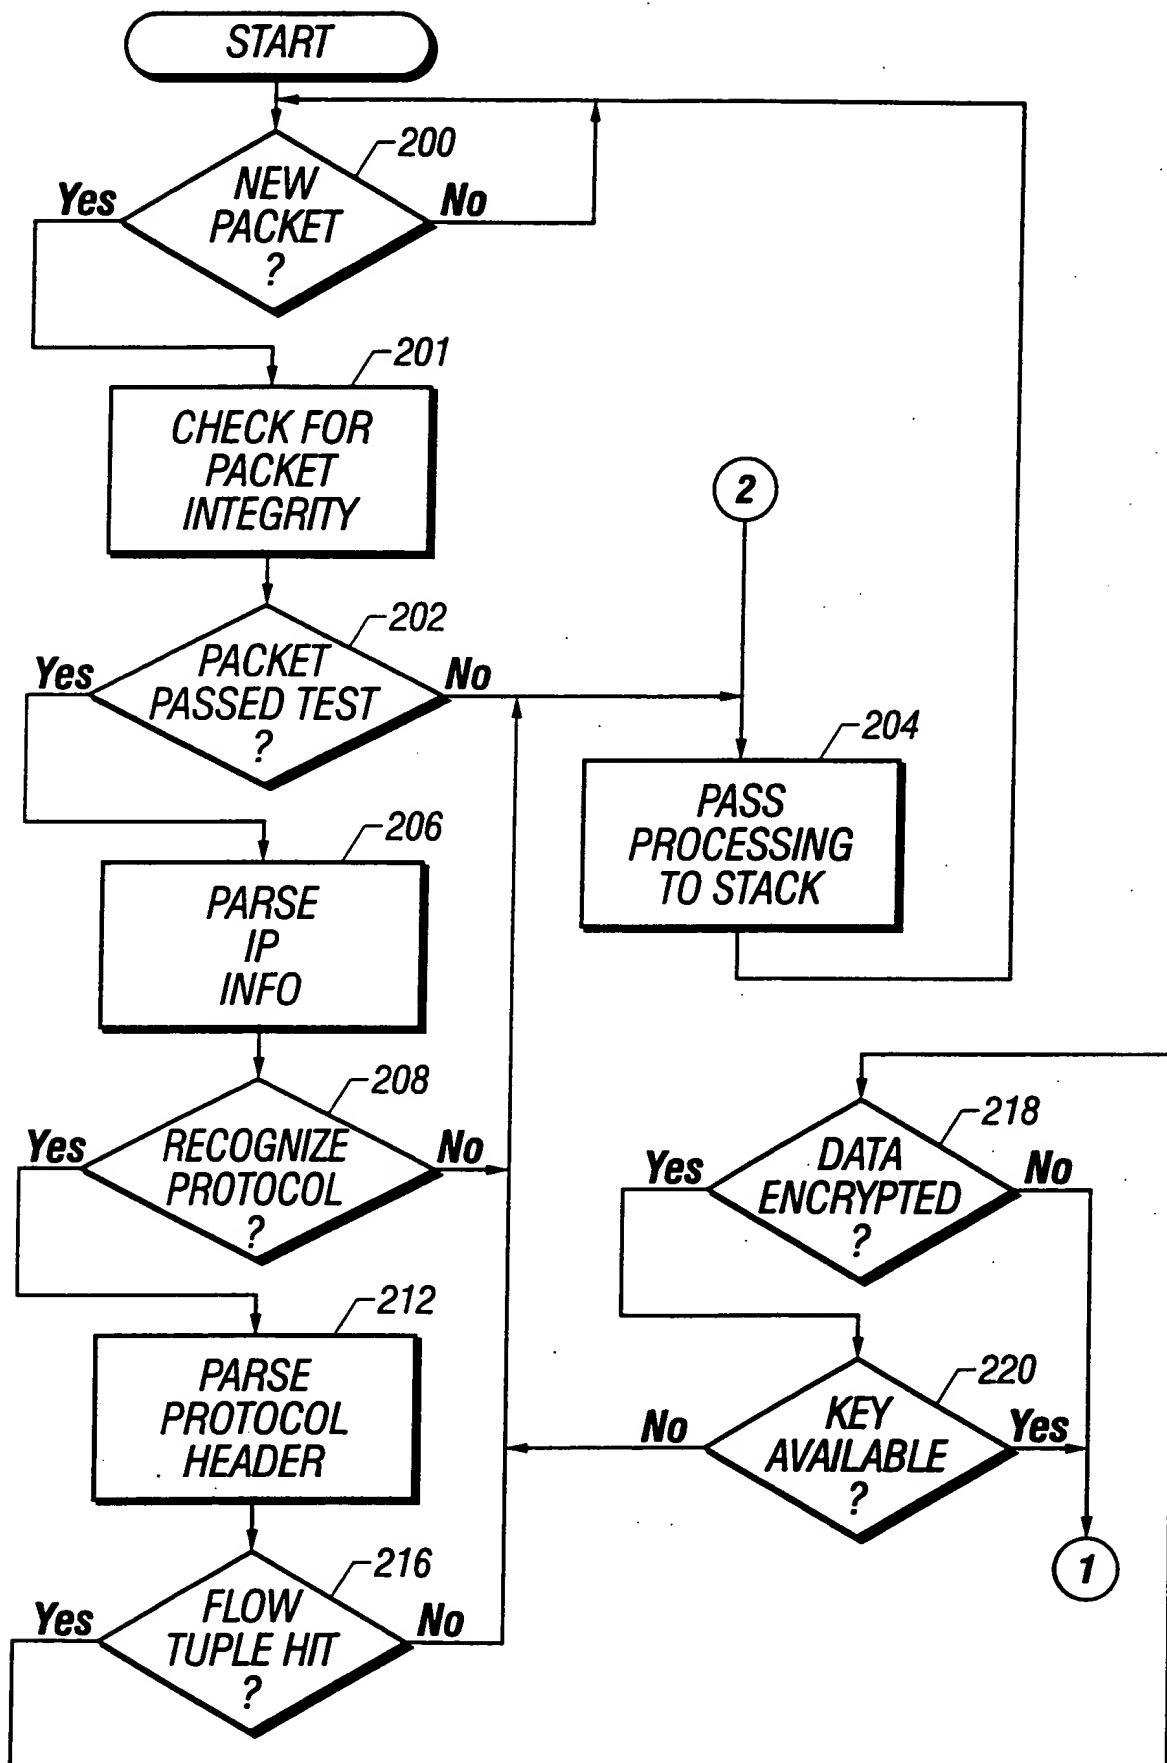 START
200
NEW
PACKET
?
Yes
No
201
CHECK FOR
PACKET
INTEGRITY
2
202
PACKET
PASSED TEST
?
Yes
No
204
PASS
PROCESSING
TO STACK
206
PARSE
IP
INFO
208
RECOGNIZE
PROTOCOL
?
Yes
No
212
PARSE
PROTOCOL
HEADER
216
FLOW
TUPLE HIT
?
Yes
No
218
DATA
ENCRYPTED
?
Yes
No
220
KEY
AVAILABLE
?
No
Yes
1